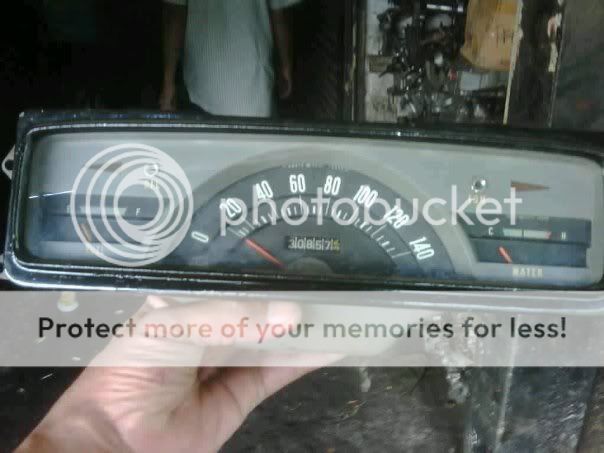 0 20 40 60 80 100 120 140
F
C H
WATER
photobucket
Protect more of your memories for less!